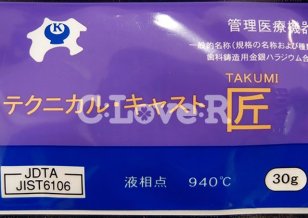 K
管理医療機器
一般的名称(規格の名称および種
歯科鋳造用金銀パラジウム合
TAKUMI
テクニカル・キャスト 匠
C-Love-R
JDTA
JIST6106
液相点 940℃
30g